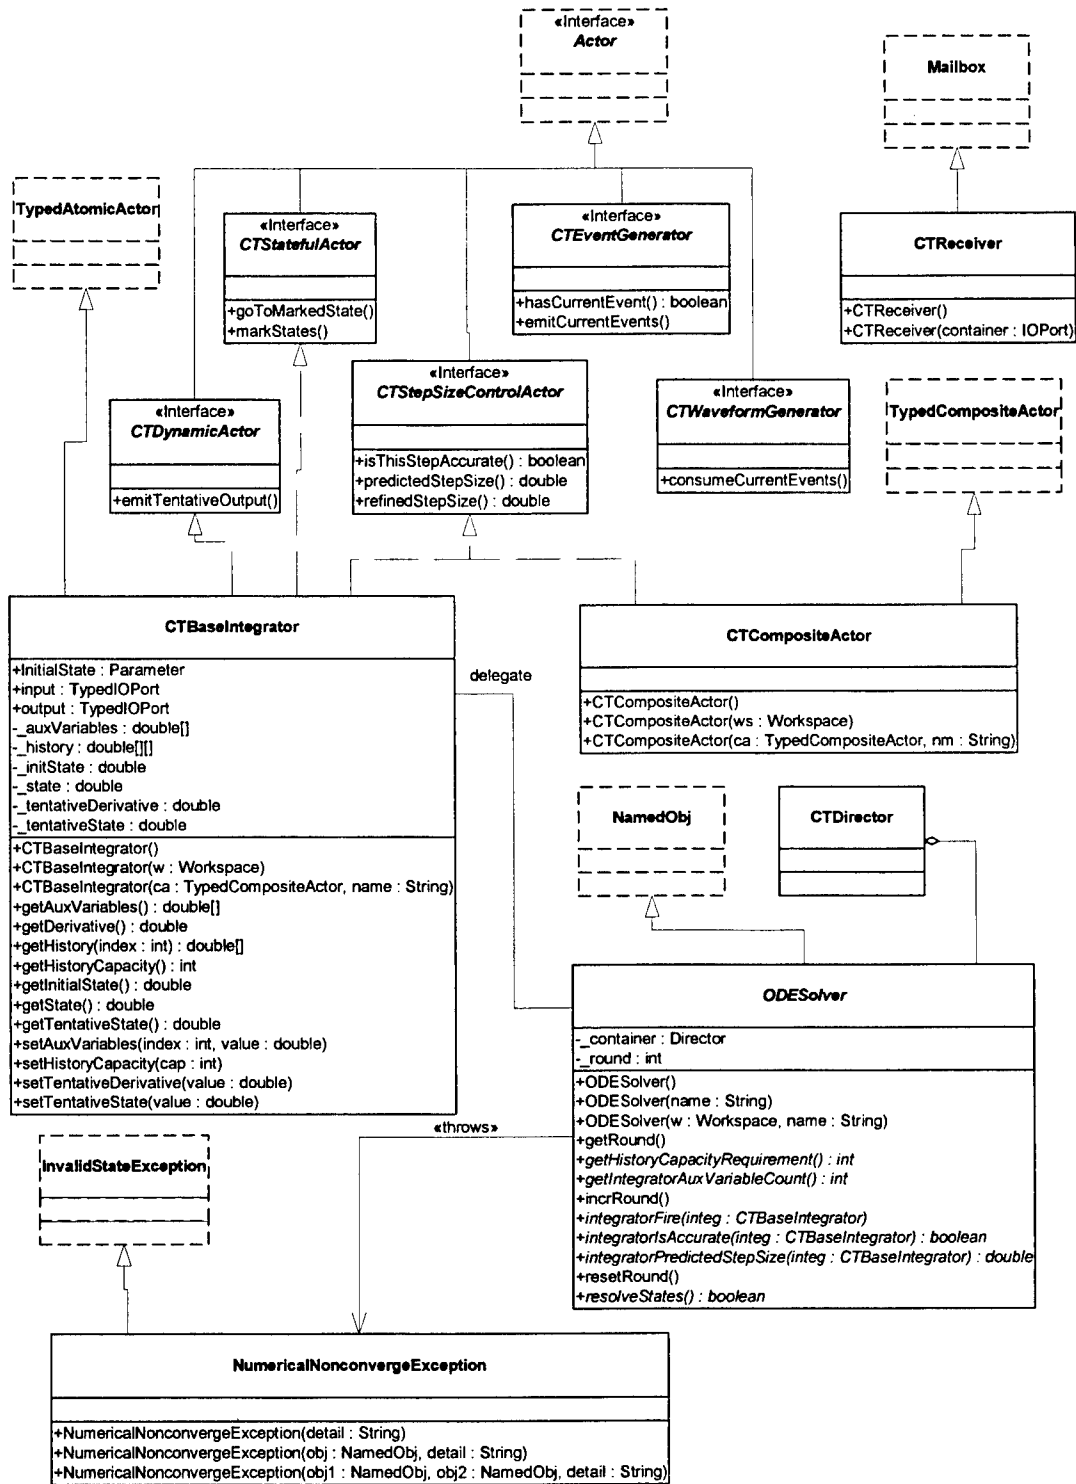 «Interface»
Actor
Mailbox
TypedAtomicActor
«Interface»
CTStatefulActor
+goToMarkedState()
+markStates()
«Interface»
CTEventGenerator
+hasCurrentEvent() : boolean
+emitCurrentEvents()
CTReceiver
+CTReceiver()
+CTReceiver(container : IOPort)
«Interface»
CTDynamicActor
+emitTentativeOutput()
«Interface»
CTStepSizeControlActor
+isThisStepAccurate() : boolean
+predictedStepSize() : double
+refinedStepSize() : double
«Interface»
CTWaveformGenerator
+consumeCurrentEvents()
TypedCompositeActor
CTBaseIntegrator
+InitialState : Parameter
+input : TypedIOPort
+output : TypedIOPort
-_auxVariables : double[]
-_history : double[][]
-_initState : double
-_state : double
-_tentativeDerivative : double
-_tentativeState : double
+CTBaseIntegrator()
+CTBaseIntegrator(w : Workspace)
+CTBaseIntegrator(ca : TypedCompositeActor, name : String)
+getAuxVariables() : double[]
+getDerivative() : double
+getHistory(index : int) : double[]
+getHistoryCapacity() : int
+getInitialState() : double
+getState() : double
+getTentativeState() : double
+setAuxVariables(index : int, value : double)
+setHistoryCapacity(cap : int)
+setTentativeDerivative(value : double)
+setTentativeState(value : double)
delegate
CTCompositeActor
+CTCompositeActor()
+CTCompositeActor(ws : Workspace)
+CTCompositeActor(ca : TypedCompositeActor, nm : String)
NamedObj
CTDirector
ODESolver
-_container : Director
-_round : int
+ODESolver()
+ODESolver(name : String)
+ODESolver(w : Workspace, name : String)
+getRound()
+getHistoryCapacityRequirement() : int
+getIntegratorAuxVariableCount() : int
+incrRound()
+integratorFire(integ : CTBaseIntegrator)
+integratorIsAccurate(integ : CTBaseIntegrator) : boolean
+integratorPredictedStepSize(integ : CTBaseIntegrator) : double
+resetRound()
+resolveStates() : boolean
«throws»
InvalidStateException
NumericalNonconvergeException
+NumericalNonconvergeException(detail : String)
+NumericalNonconvergeException(obj : NamedObj, detail : String)
+NumericalNonconvergeException(obj1 : NamedObj, obj2 : NamedObj, detail : String)